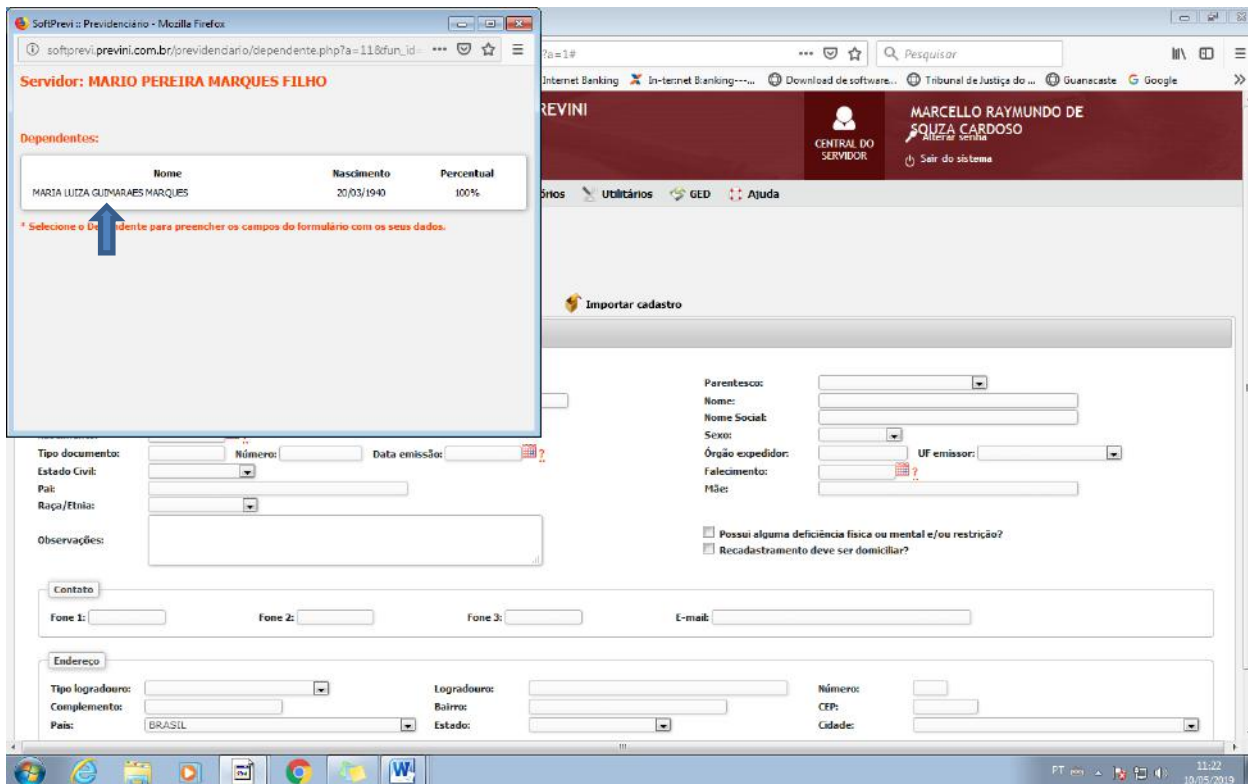 SoftPrevi :: Previdenciário - Mozilla Firefox
softprevi.previni.com.br/previdenciario/dependente.php?a=11&fun_id=
Servidor: MARIO PEREIRA MARQUES FILHO
Dependentes:
Nome Nascimento Percentual
MARIA LUIZA GUIMARAES MARQUES 20/03/1940 100%
* Selecione o Dependente para preencher os campos do formulário com os seus dados.
?a=1#
Pesquisar
Internet Banking In-ter:net B:anking---... Download de software... Tribunal de Justiça do ... Guanacaste Google
REVINI
CENTRAL DO
SERVIDOR
MARCELLO RAYMUNDO DE
SOUZA CARDOSO
Alterar senha
Sair do sistema
órios Utilitários GED Ajuda
Importar cadastro
Parentesco:
Nome:
Nome Social:
Sexo:
Tipo documento: Número: Data emissão: ? Órgão expedidor: UF emissor:
Estado Civil: Falecimento: ?
Pai: Mãe:
Raça/Etnia:
Observações:
Possui alguma deficiência física ou mental e/ou restrição?
Recadastramento deve ser domiciliar?
Contato
Fone 1: Fone 2: Fone 3: E-mail:
Endereço
Tipo logradouro: Logradouro: Número:
Complemento: Bairro: CEP:
País: BRASIL Estado: Cidade:
PT 11:22
10/05/2019